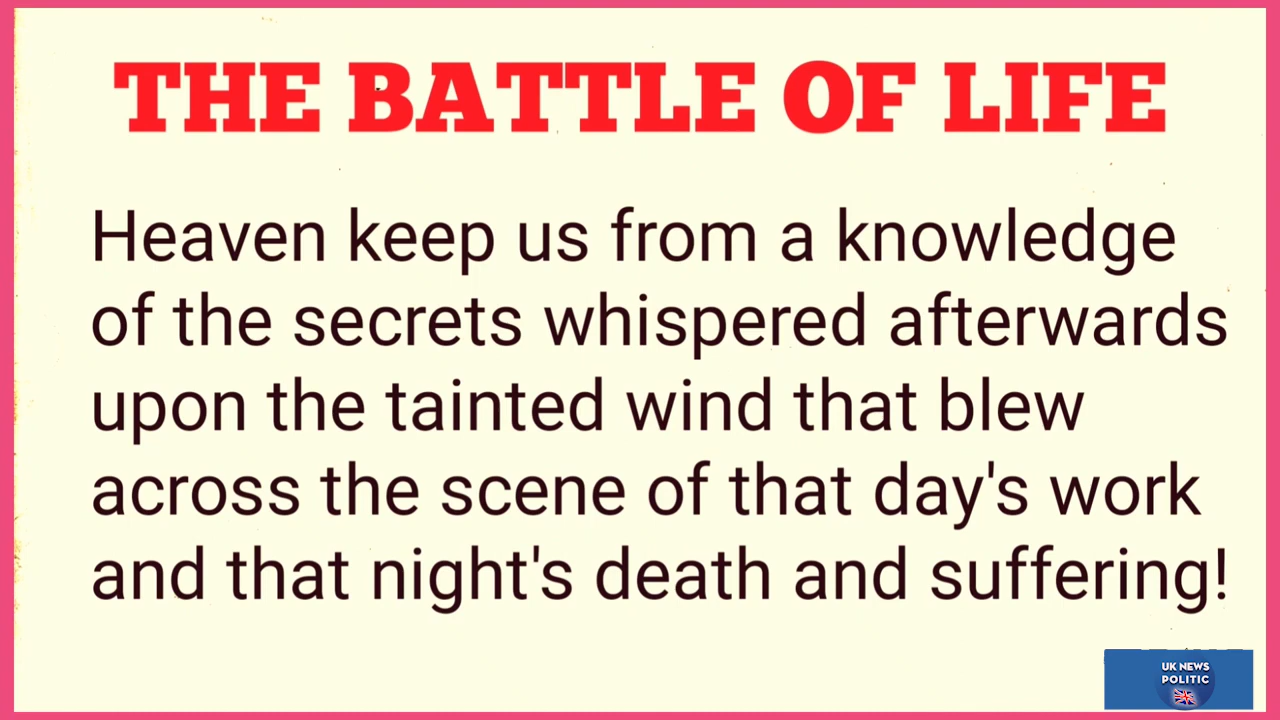 THE BATTLE OF LIFE
Heaven keep us from a knowledge
of the secrets whispered afterwards
upon the tainted wind that blew
across the scene of that day's work
and that night's death and suffering!
UK NEWS
POLITIC